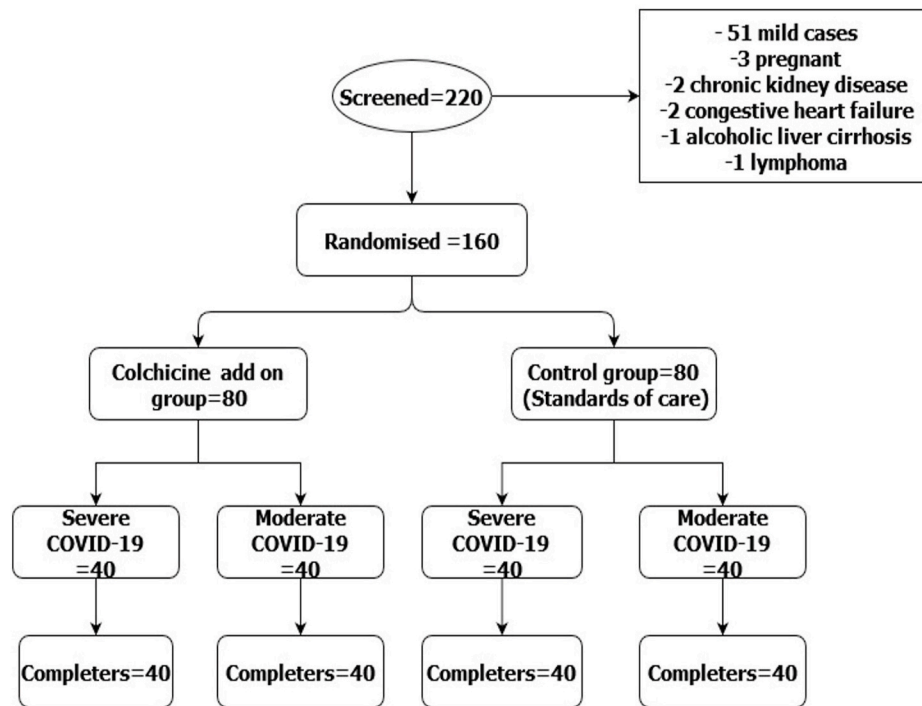 - 51 mild cases
-3 pregnant
-2 chronic kidney disease
-2 congestive heart failure
-1 alcoholic liver cirrhosis
-1 lymphoma
Screened=220
Randomised =160
Colchicine add on
group=80
Control group=80
(Standards of care)
Severe
COVID-19
=40
Moderate
COVID-19
=40
Severe
COVID-19
=40
Moderate
COVID-19
=40
Completers=40
Completers=40
Completers=40
Completers=40